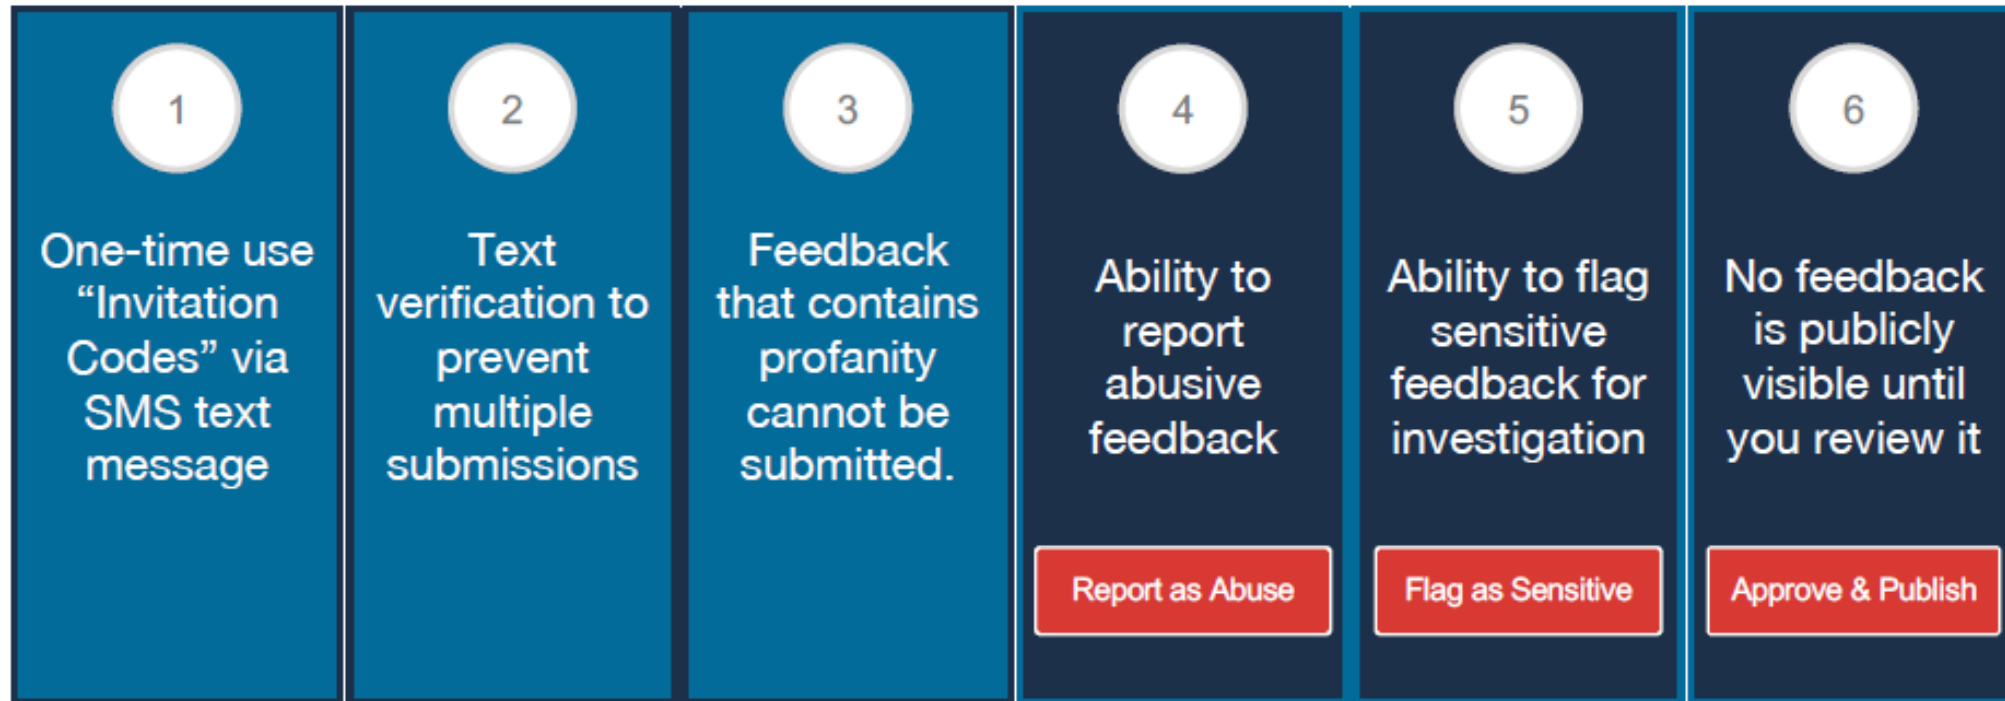 1
One-time use
“Invitation
Codes” via
SMS text
message
2
Text
verification to
prevent
multiple
submissions
3
Feedback
that contains
profanity
cannot be
submitted.
4
Ability to
report
abusive
feedback
Report as Abuse
5
Ability to flag
sensitive
feedback for
investigation
Flag as Sensitive
6
No feedback
is publicly
visible until
you review it
Approve & Publish